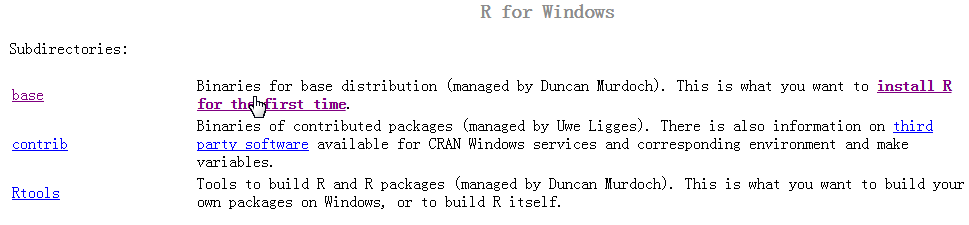 R for Windows
Subdirectories:
base
Binaries for base distribution (managed by Duncan Murdoch). This is what you want to install R
for the first time.
contrib
Binaries of contributed packages (managed by Uwe Ligges). There is also information on third
party software available for CRAN Windows services and corresponding environment and make
variables.
Rtools
Tools to build R and R packages (managed by Duncan Murdoch). This is what you want to build your
own packages on Windows, or to build R itself.